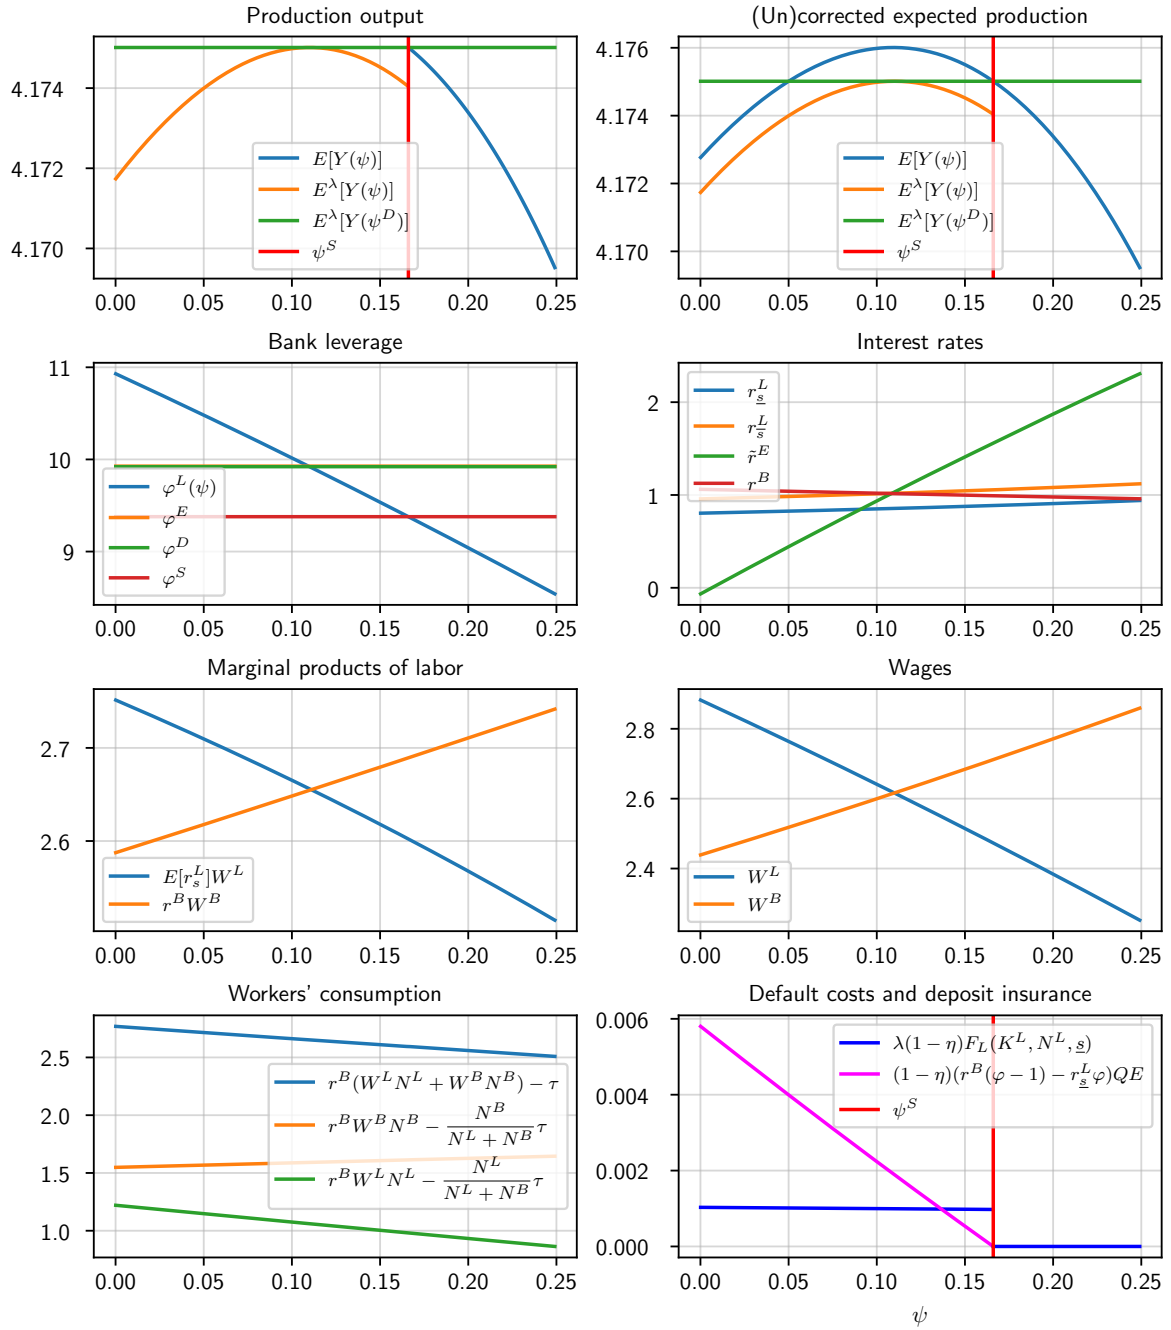 Production output
4.174
4.172
4.170
E[Y(ψ)]
E^λ[Y(ψ)]
E^λ[Y(ψ^D)]
ψ^S
0.00 0.05 0.10 0.15 0.20 0.25
(Un)corrected expected production
4.176
4.174
4.172
4.170
E[Y(ψ)]
E^λ[Y(ψ)]
E^λ[Y(ψ^D)]
ψ^S
0.00 0.05 0.10 0.15 0.20 0.25
Bank leverage
11
10
9
φ^L(ψ)
φ^E
φ^D
φ^S
0.00 0.05 0.10 0.15 0.20 0.25
Interest rates
2
1
0
r^L_s̲
r^L_s̅
r̃^E
r^B
0.00 0.05 0.10 0.15 0.20 0.25
Marginal products of labor
2.7
2.6
E[r^L_s]W^L
r^B W^B
0.00 0.05 0.10 0.15 0.20 0.25
Wages
2.8
2.6
2.4
W^L
W^B
0.00 0.05 0.10 0.15 0.20 0.25
Workers' consumption
2.5
2.0
1.5
1.0
r^B(W^L N^L + W^B N^B) − τ
r^B W^B N^B − N^B/(N^L + N^B) τ
r^B W^L N^L − N^L/(N^L + N^B) τ
0.00 0.05 0.10 0.15 0.20 0.25
Default costs and deposit insurance
0.006
0.004
0.002
0.000
λ(1 − η)F_L(K^L, N^L, s̲)
(1 − η)(r^B(φ − 1) − r^L_s̲ φ)QE
ψ^S
0.00 0.05 0.10 0.15 0.20 0.25
ψ